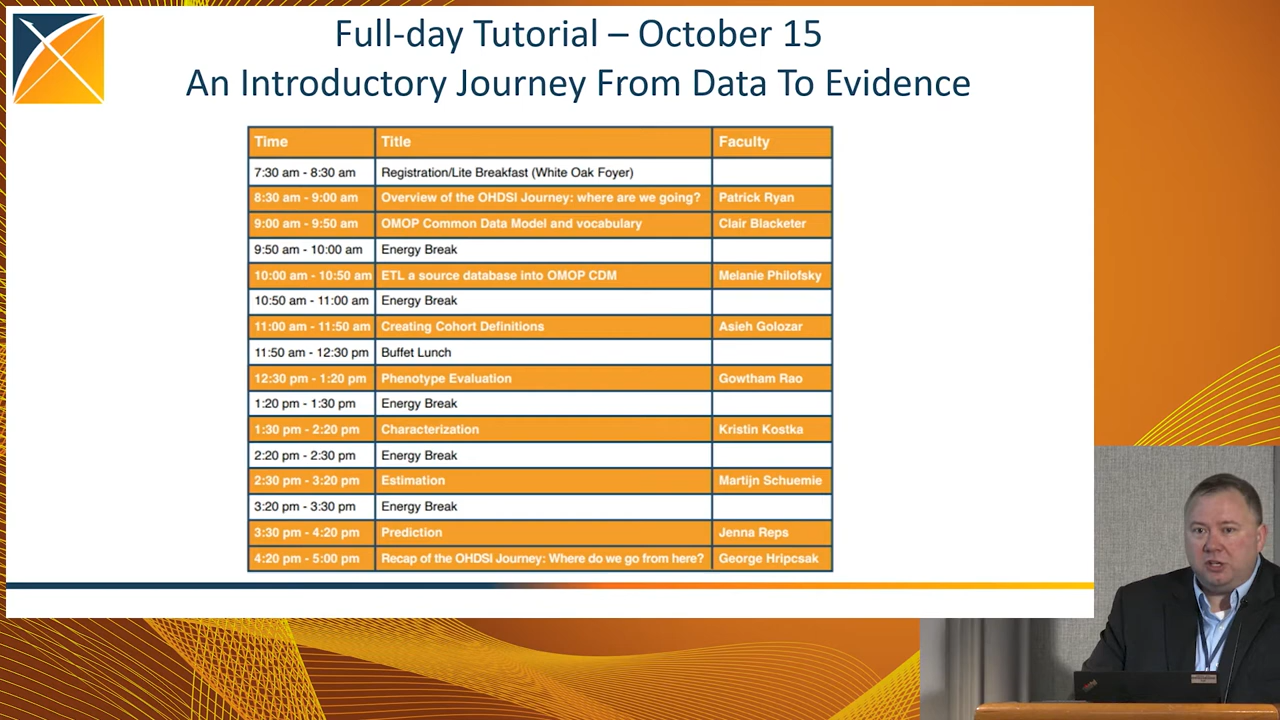 Full-day Tutorial – October 15
An Introductory Journey From Data To Evidence
Time Title Faculty
7:30 am - 8:30 am Registration/Lite Breakfast (White Oak Foyer)
8:30 am - 9:00 am Overview of the OHDSI Journey: where are we going? Patrick Ryan
9:00 am - 9:50 am OMOP Common Data Model and vocabulary Clair Blacketer
9:50 am - 10:00 am Energy Break
10:00 am - 10:50 am ETL a source database into OMOP CDM Melanie Philofsky
10:50 am - 11:00 am Energy Break
11:00 am - 11:50 am Creating Cohort Definitions Asieh Golozar
11:50 am - 12:30 pm Buffet Lunch
12:30 pm - 1:20 pm Phenotype Evaluation Gowtham Rao
1:20 pm - 1:30 pm Energy Break
1:30 pm - 2:20 pm Characterization Kristin Kostka
2:20 pm - 2:30 pm Energy Break
2:30 pm - 3:20 pm Estimation Martijn Schuemie
3:20 pm - 3:30 pm Energy Break
3:30 pm - 4:20 pm Prediction Jenna Reps
4:20 pm - 5:00 pm Recap of the OHDSI Journey: Where do we go from here? George Hripcsak